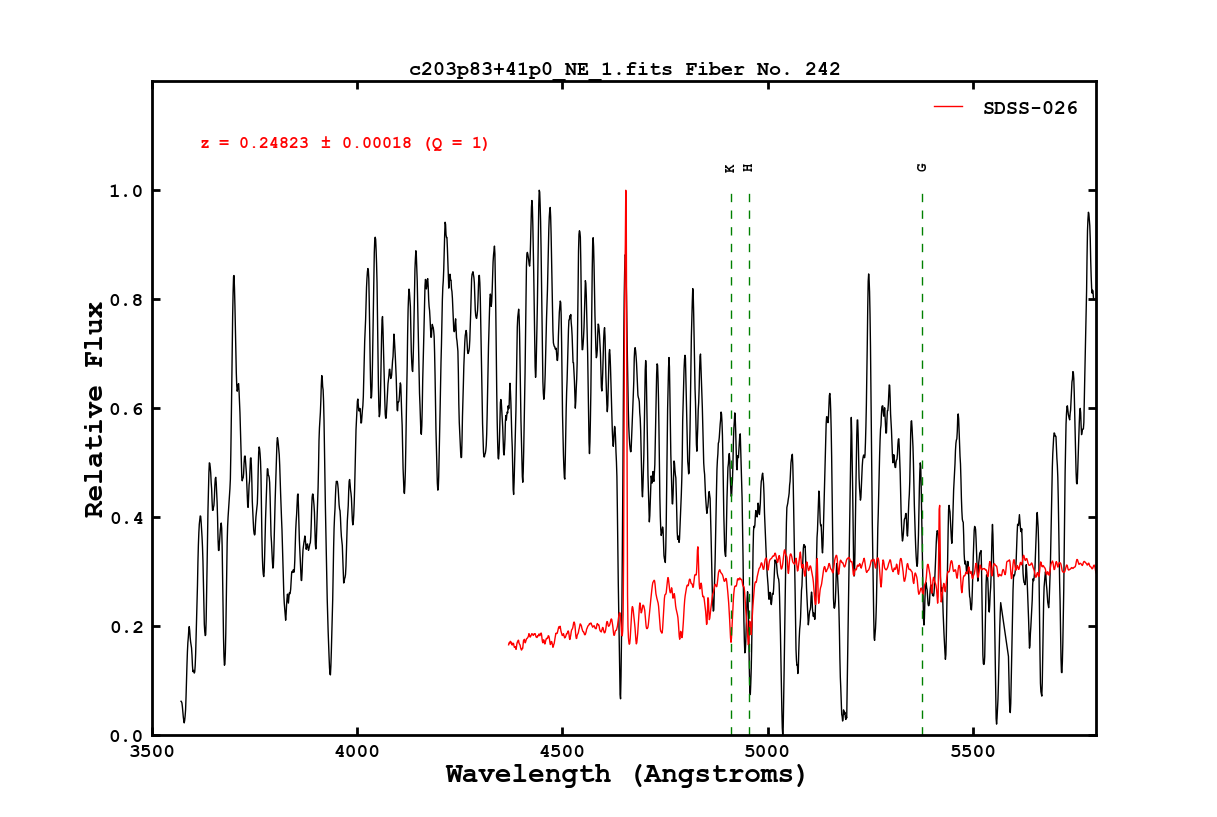 c203p83+41p0_NE_1.fits Fiber No. 242
SDSS-026
z = 0.24823 ± 0.00018 (Q = 1)
K H G
1.0
0.8
0.6
0.4
0.2
0.0
Relative Flux
3500 4000 4500 5000 5500
Wavelength (Angstroms)